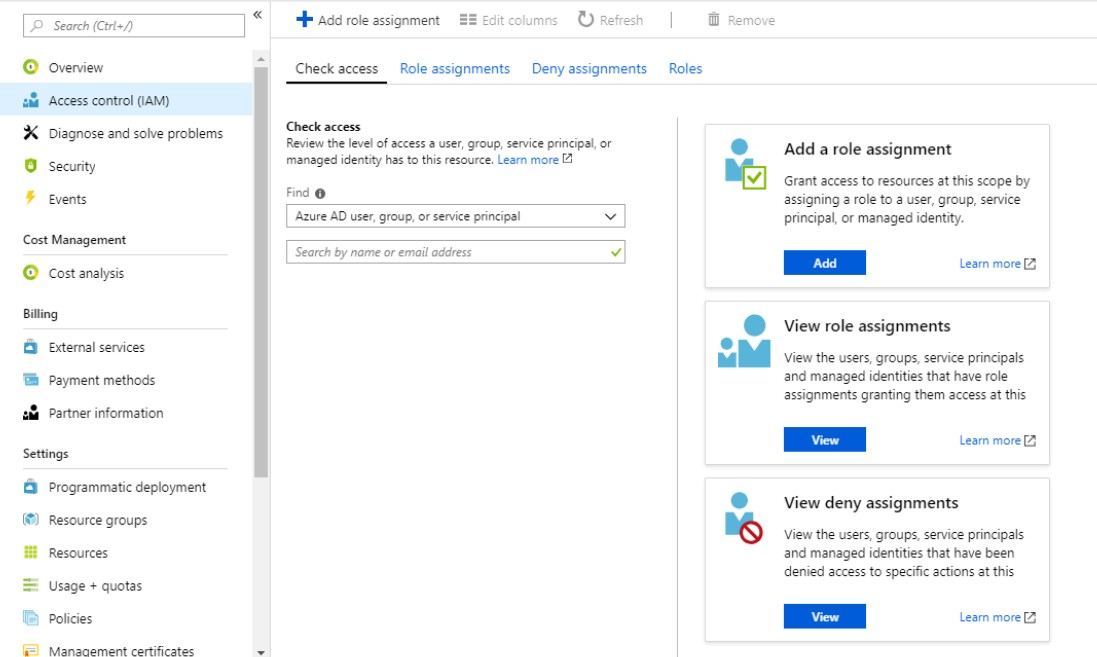 Search (Ctrl+/)
«
Overview
Access control (IAM)
Diagnose and solve problems
Security
Events
Cost Management
Cost analysis
Billing
External services
Payment methods
Partner information
Settings
Programmatic deployment
Resource groups
Resources
Usage + quotas
Policies
Management certificates
Add role assignment
Edit columns
Refresh
Remove
Check access
Role assignments
Deny assignments
Roles
Check access
Review the level of access a user, group, service principal, or
managed identity has to this resource. Learn more
Find
Azure AD user, group, or service principal
Search by name or email address
Add a role assignment
Grant access to resources at this scope by
assigning a role to a user, group, service
principal, or managed identity.
Add
Learn more
View role assignments
View the users, groups, service principals
and managed identities that have role
assignments granting them access at this
View
Learn more
View deny assignments
View the users, groups, service principals
and managed identities that have been
denied access to specific actions at this
View
Learn more